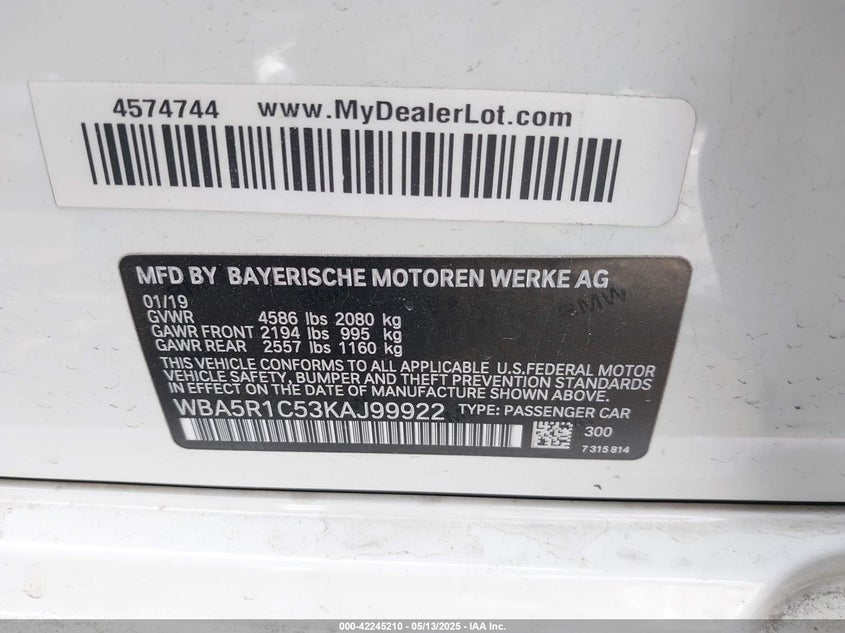 4574744 www.MyDealerLot.com
MFD BY BAYERISCHE MOTOREN WERKE AG
01/19
GVWR 4586 lbs 2080 kg
GAWR FRONT 2194 lbs 995 kg
GAWR REAR 2557 lbs 1160 kg
THIS VEHICLE CONFORMS TO ALL APPLICABLE U.S.FEDERAL MOTOR
VEHICLE SAFETY, BUMPER, AND THEFT PREVENTION STANDARDS
IN EFFECT ON THE DATE OF MANUFACTURE SHOWN ABOVE.
WBA5R1C53KAJ99922 TYPE: PASSENGER CAR
300
7 315 814
BMW
000-42245210 - 05/13/2025 - IAA Inc.